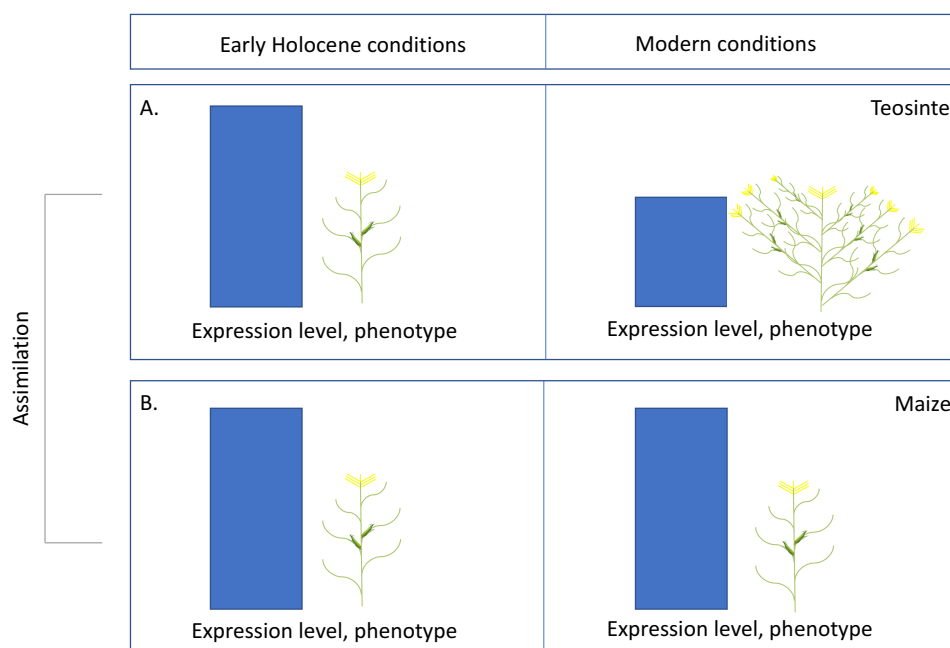 Early Holocene conditions
Modern conditions
A.
Teosinte
Expression level, phenotype
Expression level, phenotype
Assimilation
B.
Maize
Expression level, phenotype
Expression level, phenotype